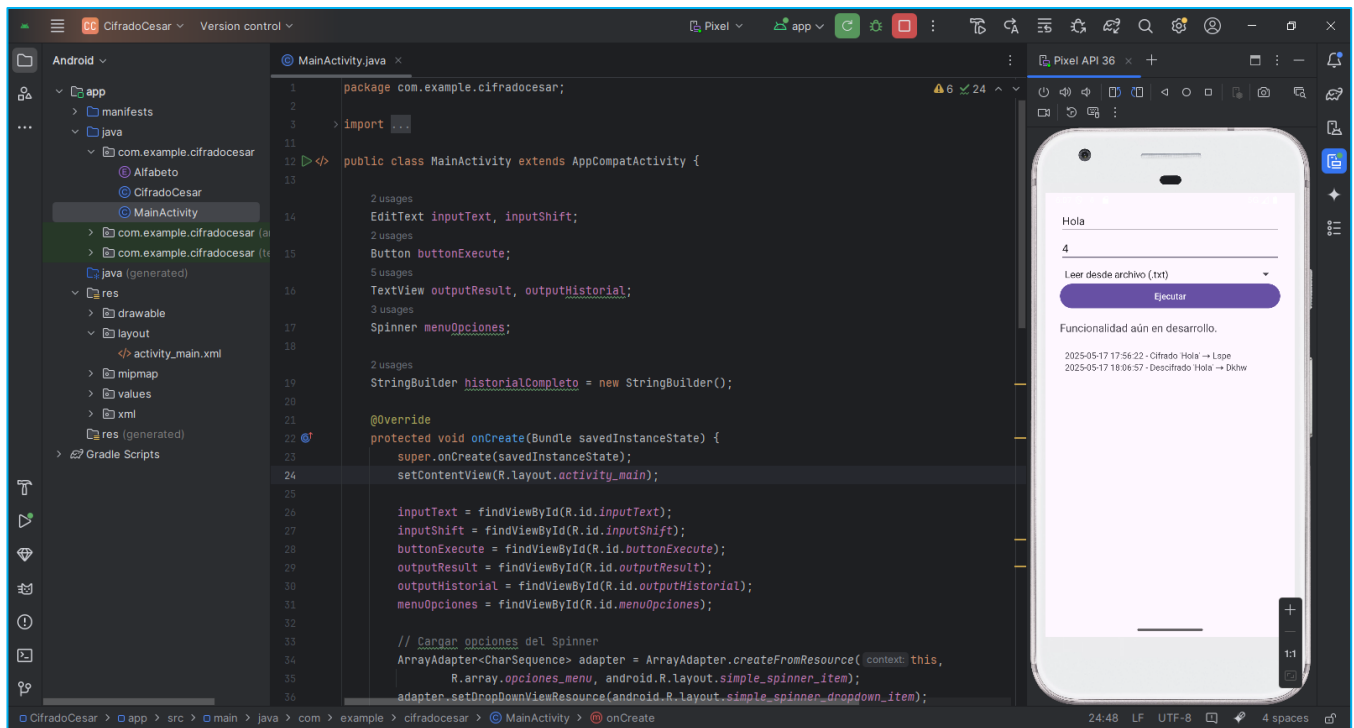 CC CifradoCesar Version control Pixel app
Android
app
manifests
java
com.example.cifradocesar
Alfabeto
CifradoCesar
MainActivity
com.example.cifradocesar (a
com.example.cifradocesar (te
java (generated)
res
drawable
layout
activity_main.xml
mipmap
values
xml
res (generated)
Gradle Scripts
MainActivity.java
6 24
1 package com.example.cifradocesar;
2
3 import ...
11
12 public class MainActivity extends AppCompatActivity {
13
2 usages
14 EditText inputText, inputShift;
2 usages
15 Button buttonExecute;
5 usages
16 TextView outputResult, outputHistorial;
3 usages
17 Spinner menuOpciones;
18
2 usages
19 StringBuilder historialCompleto = new StringBuilder();
20
21 @Override
22 protected void onCreate(Bundle savedInstanceState) {
23 super.onCreate(savedInstanceState);
24 setContentView(R.layout.activity_main);
25
26 inputText = findViewById(R.id.inputText);
27 inputShift = findViewById(R.id.inputShift);
28 buttonExecute = findViewById(R.id.buttonExecute);
29 outputResult = findViewById(R.id.outputResult);
30 outputHistorial = findViewById(R.id.outputHistorial);
31 menuOpciones = findViewById(R.id.menuOpciones);
32
33 // Cargar opciones del Spinner
34 ArrayAdapter<CharSequence> adapter = ArrayAdapter.createFromResource( context: this,
35 R.array.opciones_menu, android.R.layout.simple_spinner_item);
36 adapter.setDropDownViewResource(android.R.layout.simple_spinner_dropdown_item);
Pixel API 36
Hola
4
Leer desde archivo (.txt)
Ejecutar
Funcionalidad aún en desarrollo.
2025-05-17 17:56:22 - Cifrado 'Hola' → Lspe
2025-05-17 18:06:57 - Descifrado 'Hola' → Dkhw
1:1
CifradoCesar > app > src > main > java > com > example > cifradocesar > MainActivity > onCreate
24:48 LF UTF-8 4 spaces